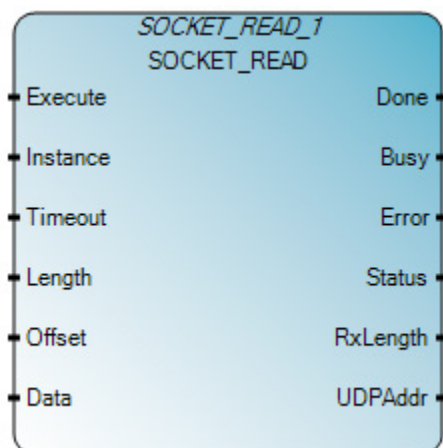 SOCKET_READ_1
SOCKET_READ
Execute Done
Instance Busy
Timeout Error
Length Status
Offset RxLength
Data UDPAddr